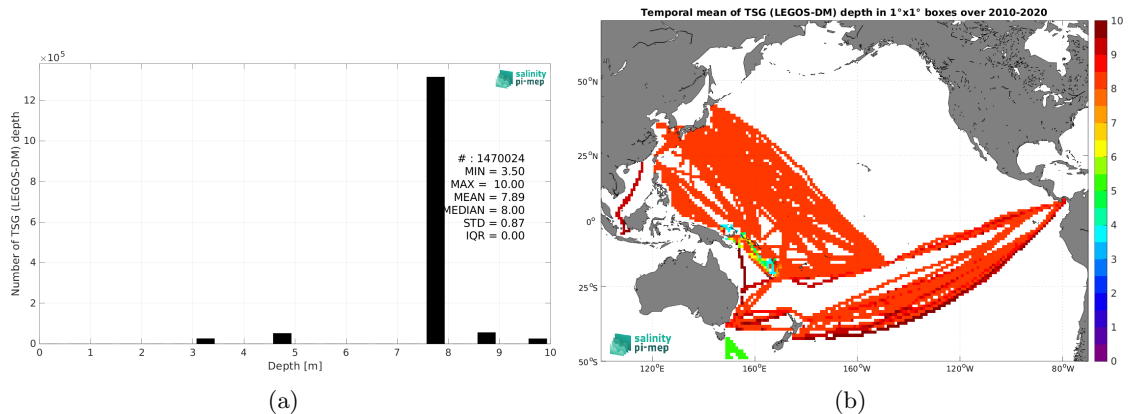 ×10⁵
salinity
pi-mep
12
10
8
6
4
2
0
Number of TSG (LEGOS-DM) depth
# : 1470024
MIN = 3.50
MAX = 10.00
MEAN = 7.89
MEDIAN = 8.00
STD = 0.87
IQR = 0.00
0 1 2 3 4 5 6 7 8 9 10
Depth [m]
(a)
Temporal mean of TSG (LEGOS-DM) depth in 1°x1° boxes over 2010-2020
50°N
25°N
0°
25°S
50°S
120°E 160°E 160°W 120°W 80°W
salinity
pi-mep
10
9
8
7
6
5
4
3
2
1
0
(b)